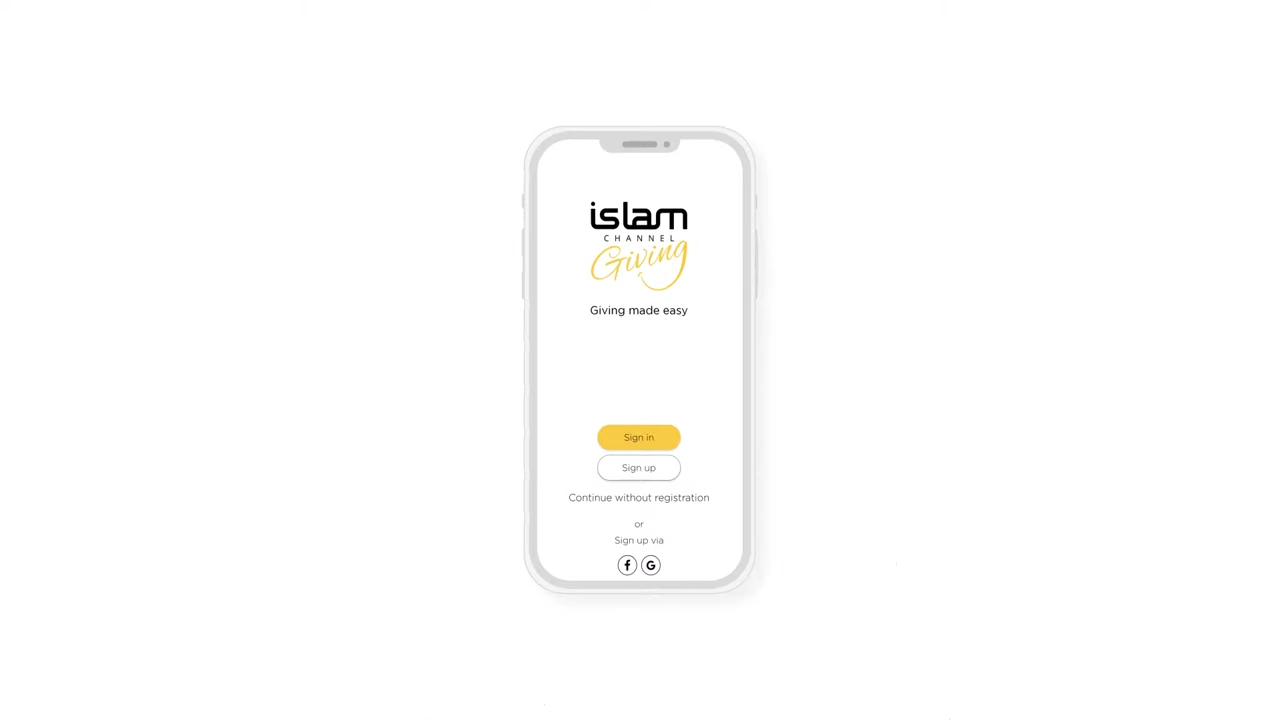 islam
CHANNEL
Giving
Giving made easy
Sign in
Sign up
Continue without registration
or
Sign up via
f G